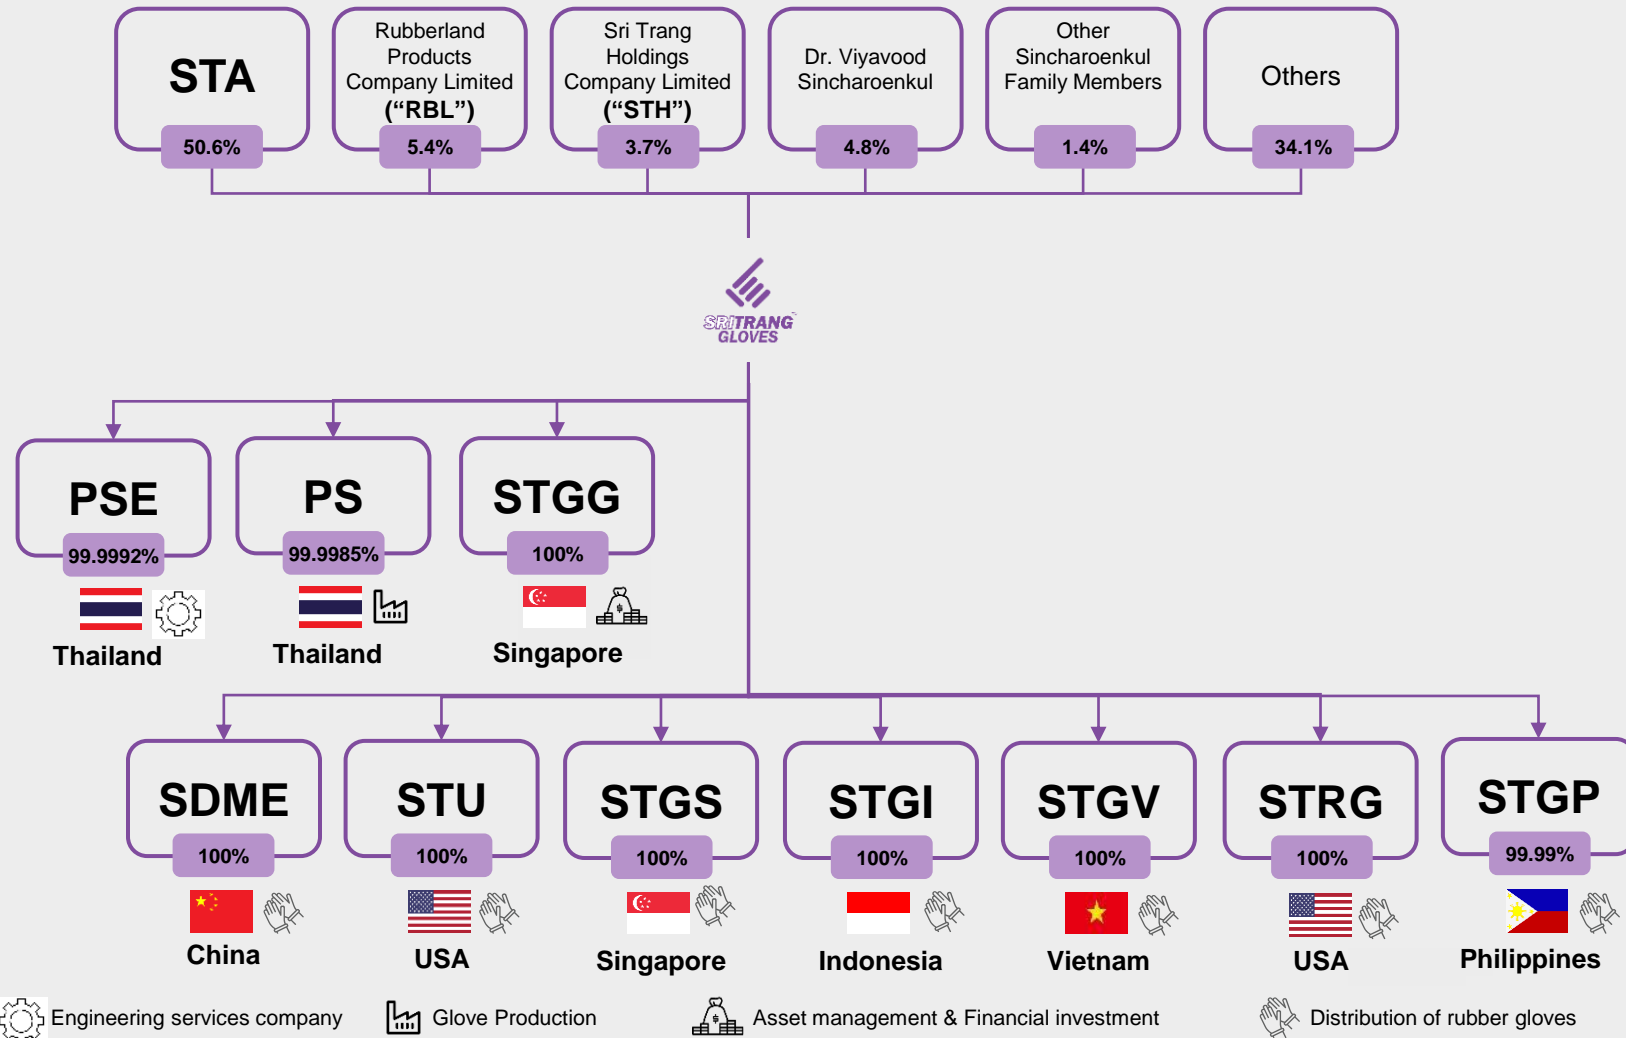 STA
50.6%
Rubberland
Products
Company Limited
(“RBL”)
5.4%
Sri Trang
Holdings
Company Limited
(“STH”)
3.7%
Dr. Viyavood
Sincharoenkul
4.8%
Other
Sincharoenkul
Family Members
1.4%
Others
34.1%
SRITRANG
GLOVES
PSE
99.9992%
Thailand
PS
99.9985%
Thailand
STGG
100%
$
Singapore
SDME
100%
China
STU
100%
USA
STGS
100%
Singapore
STGI
100%
Indonesia
STGV
100%
Vietnam
STRG
100%
USA
STGP
99.99%
Philippines
Engineering services company
Glove Production
$
Asset management & Financial investment
Distribution of rubber gloves